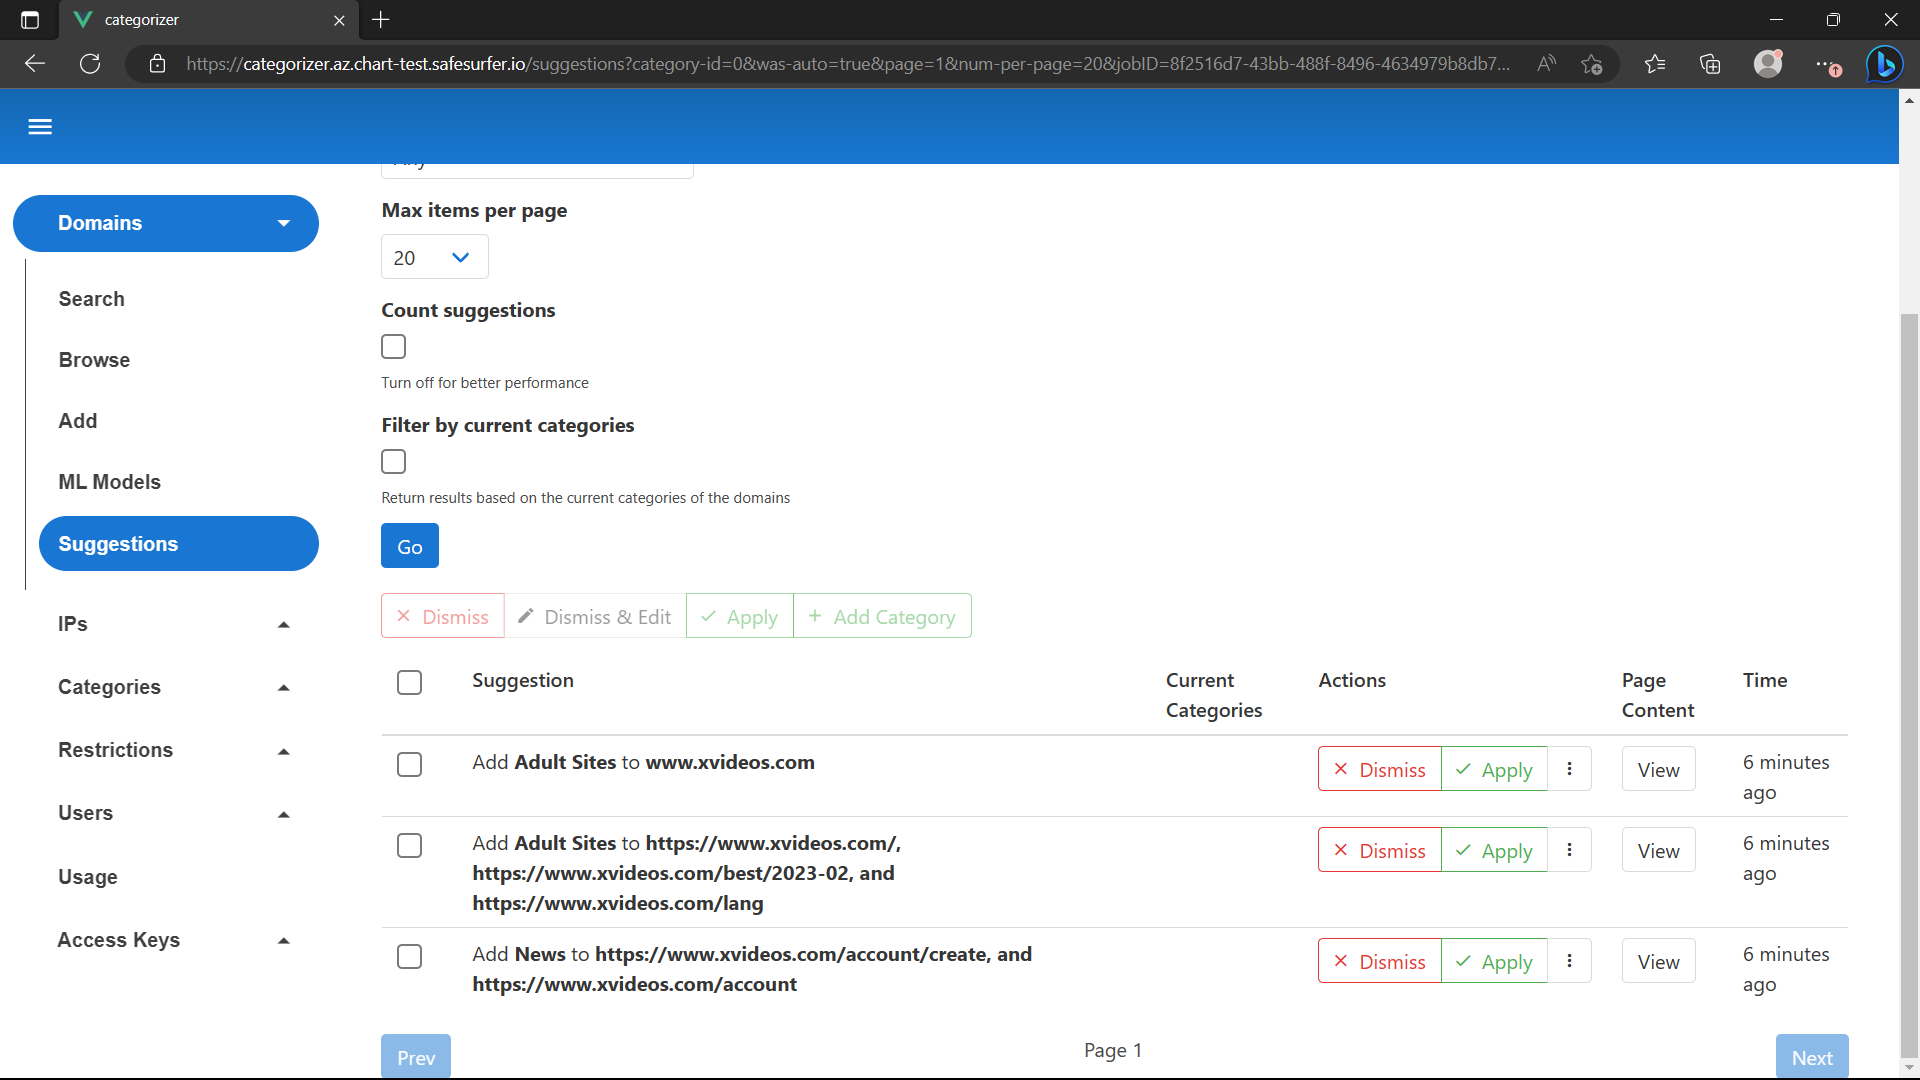 categorizer
https://categorizer.az.chart-test.safesurfer.io/suggestions?category-id=0&was-auto=true&page=1&num-per-page=20&jobID=8f2516d7-43bb-488f-8496-4634979b8db7...
Domains
Search
Browse
Add
ML Models
Suggestions
IPs
Categories
Restrictions
Users
Usage
Access Keys
Max items per page
20
Count suggestions
Turn off for better performance
Filter by current categories
Return results based on the current categories of the domains
Go
Dismiss Dismiss & Edit Apply Add Category
Suggestion Current Categories Actions Page Content Time
Add Adult Sites to www.xvideos.com Dismiss Apply View 6 minutes ago
Add Adult Sites to https://www.xvideos.com/, Dismiss Apply View 6 minutes ago
https://www.xvideos.com/best/2023-02, and
https://www.xvideos.com/lang
Add News to https://www.xvideos.com/account/create, and Dismiss Apply View 6 minutes ago
https://www.xvideos.com/account
Prev Page 1 Next